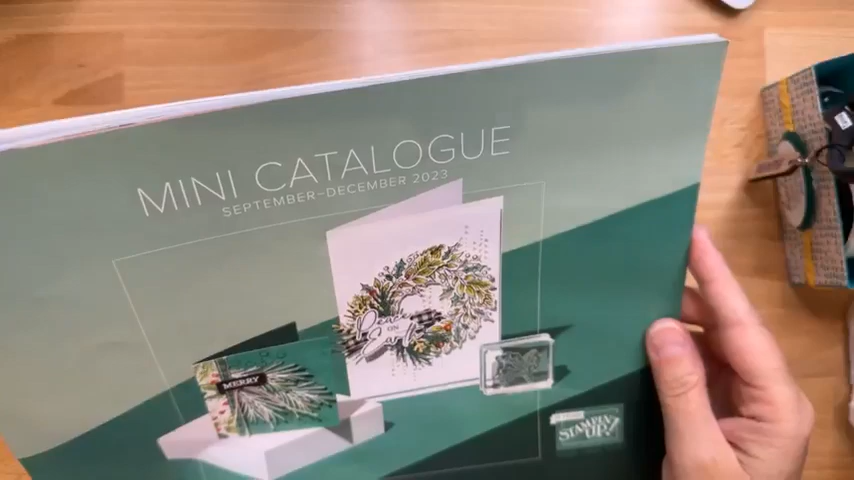 MINI CATALOGUE
SEPTEMBER–DECEMBER 2023
Peace
ON
Earth
MERRY
STAMPIN' UP!